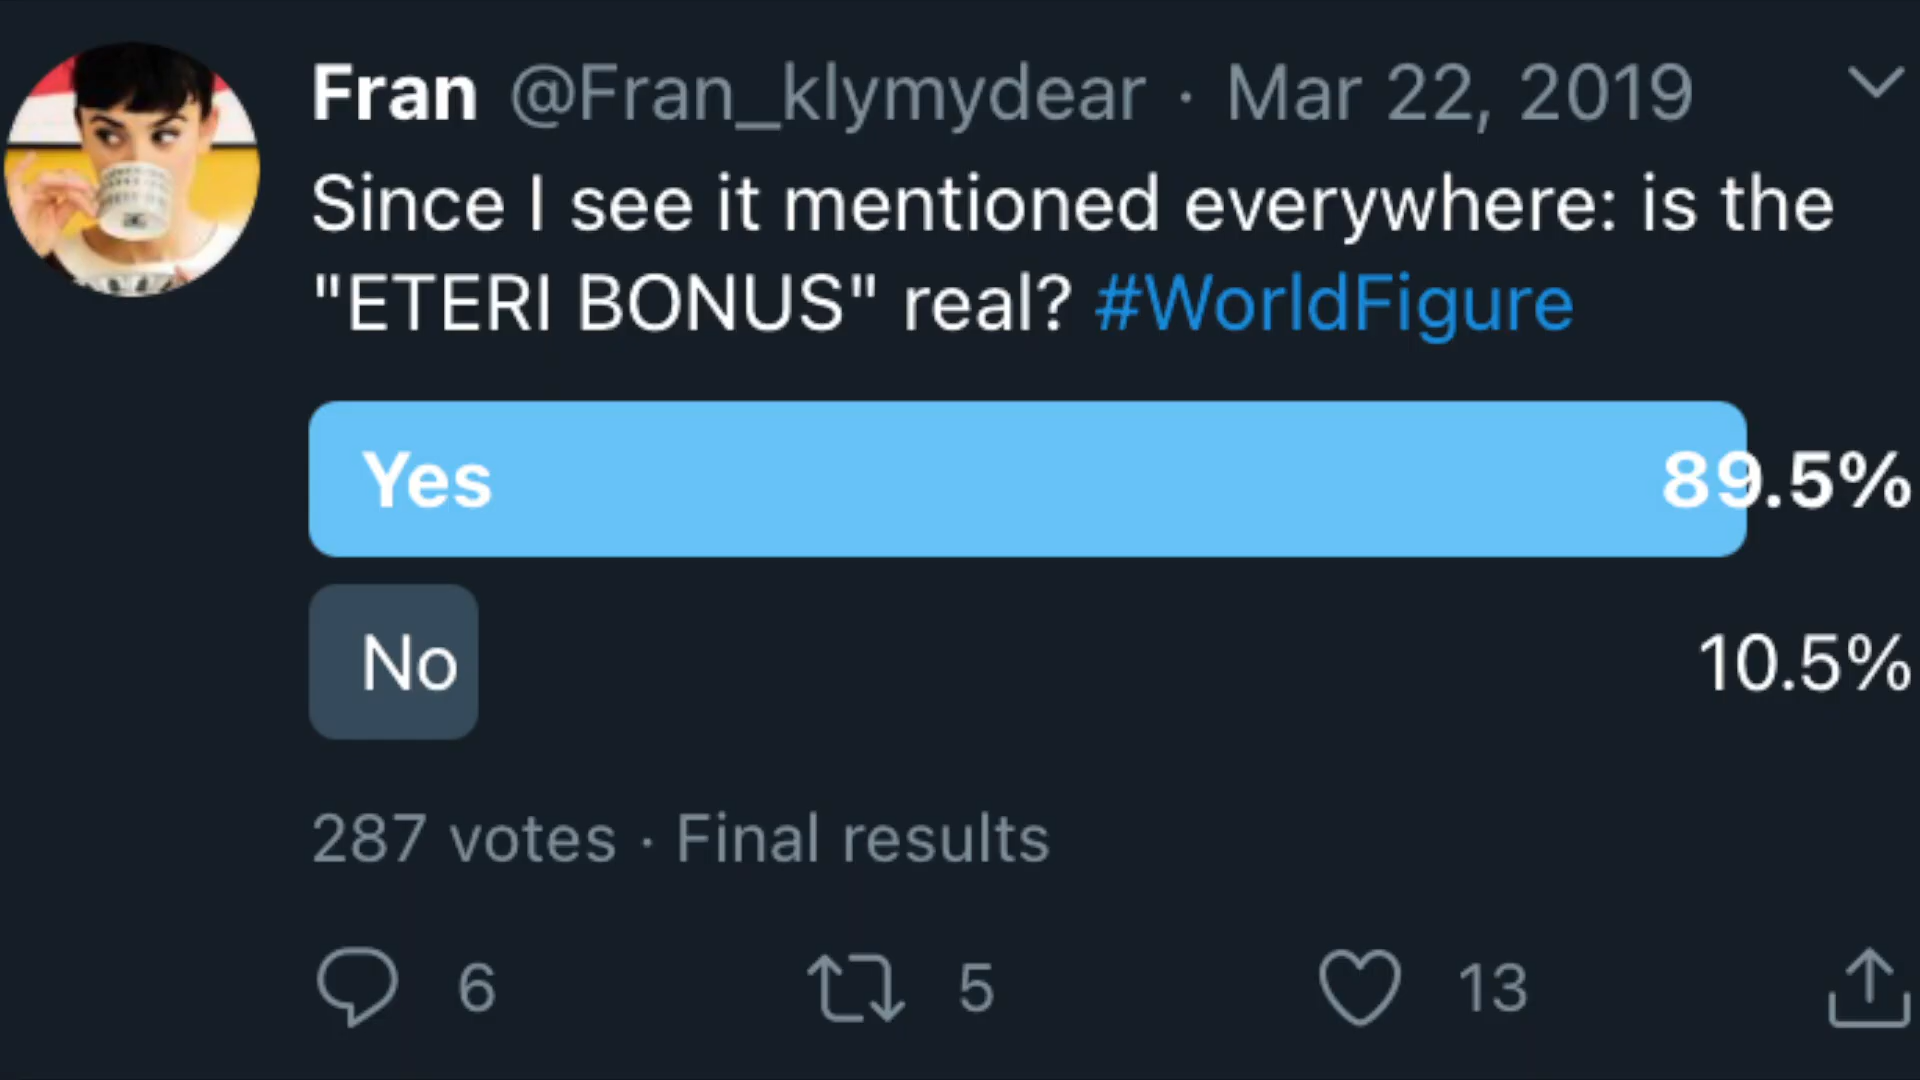 Fran @Fran_klymydear · Mar 22, 2019
Since I see it mentioned everywhere: is the
"ETERI BONUS" real? #WorldFigure
Yes 89.5%
No 10.5%
287 votes · Final results
6 5 13